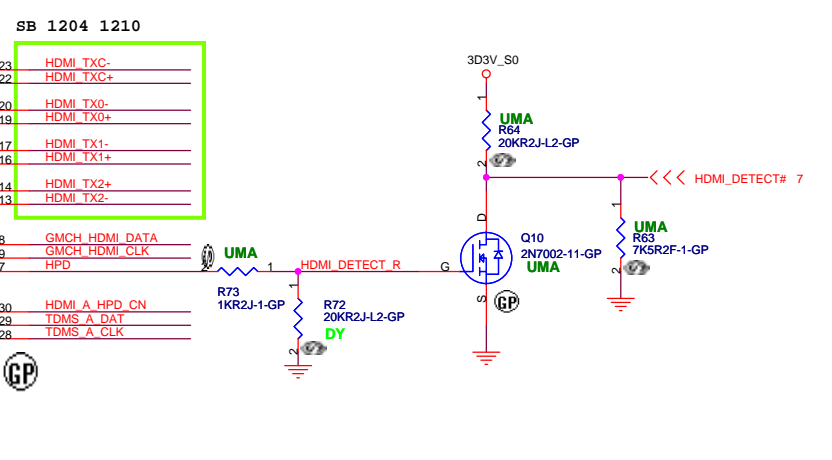 SB 1204 1210
23 HDMI_TXC-
22 HDMI_TXC+
20 HDMI_TX0-
19 HDMI_TX0+
17 HDMI_TX1-
16 HDMI_TX1+
14 HDMI_TX2+
13 HDMI_TX2-
8 GMCH_HDMI_DATA
9 GMCH_HDMI_CLK
7 HPD
30 HDMI_A_HPD_CN
29 TDMS_A_DAT
28 TDMS_A_CLK
GP
UMA
2 1
R73
1KR2J-1-GP
HDMI_DETECT_R
1
R72
20KR2J-L2-GP
DY
2
3D3V_S0
1
UMA
R64
20KR2J-L2-GP
2
D
G
S
Q10
2N7002-11-GP
UMA
GP
HDMI_DETECT# 7
1
UMA
R63
7K5R2F-1-GP
2